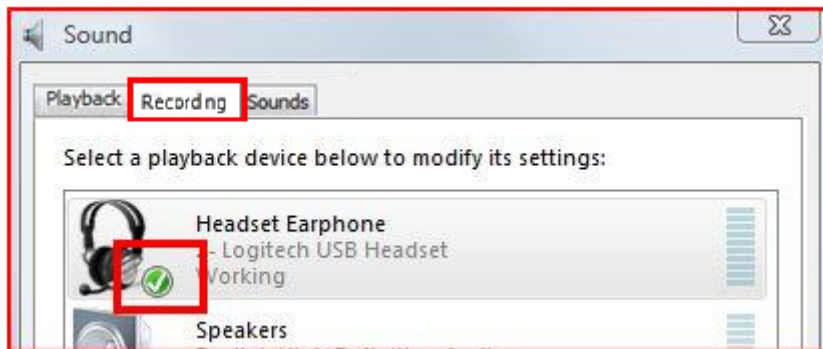 Sound
Playback Recording Sounds
Select a playback device below to modify its settings:
Headset Earphone
- Logitech USB Headset
Working
Speakers